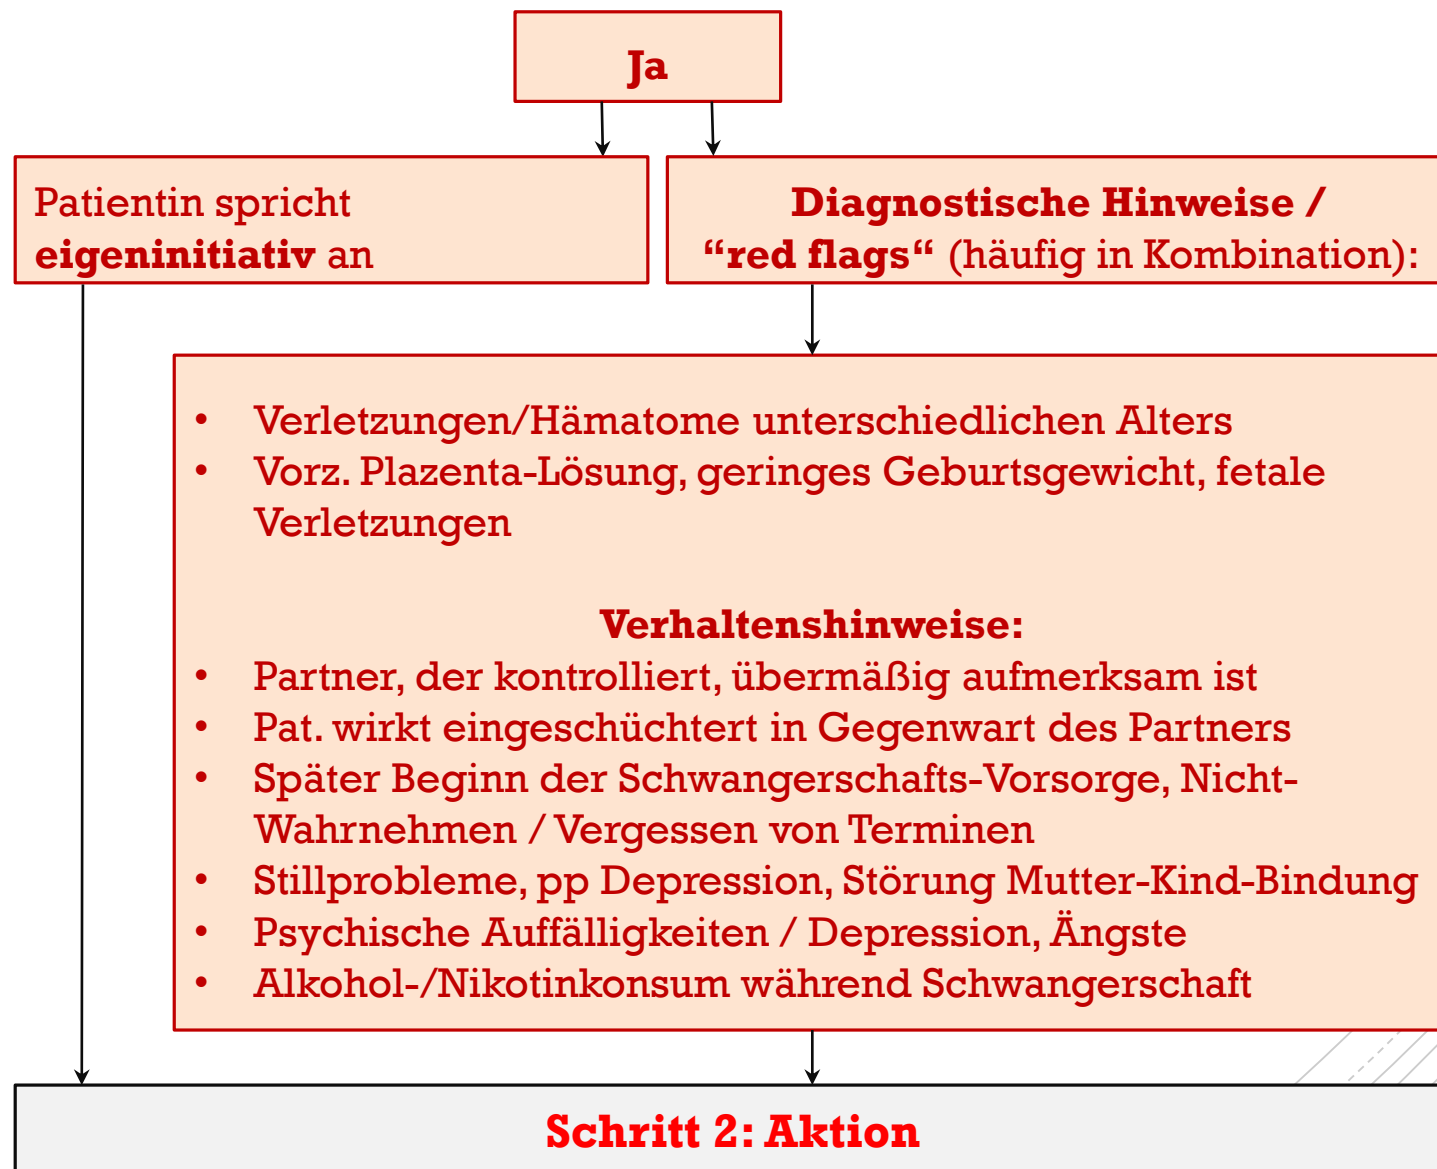 Ja
Patientin spricht
eigeninitiativ an
Diagnostische Hinweise /
“red flags“ (häufig in Kombination):
• Verletzungen/Hämatome unterschiedlichen Alters
• Vorz. Plazenta-Lösung, geringes Geburtsgewicht, fetale
Verletzungen
Verhaltenshinweise:
• Partner, der kontrolliert, übermäßig aufmerksam ist
• Pat. wirkt eingeschüchtert in Gegenwart des Partners
• Später Beginn der Schwangerschafts-Vorsorge, Nicht-
Wahrnehmen / Vergessen von Terminen
• Stillprobleme, pp Depression, Störung Mutter-Kind-Bindung
• Psychische Auffälligkeiten / Depression, Ängste
• Alkohol-/Nikotinkonsum während Schwangerschaft
Schritt 2: Aktion